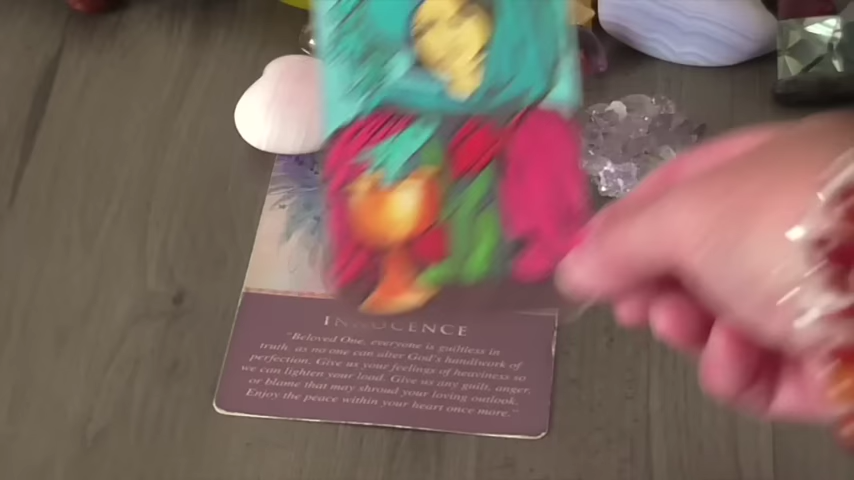 INNOCENCE
"Beloved One, everyone is guiltless in
truth, as no one can alter God's handiwork of
perfection. Give us your feelings of heaviness so
we can lighten your load. Give us any guilt, anger,
or blame that may shroud your loving outlook.
Enjoy the peace within your heart once more."